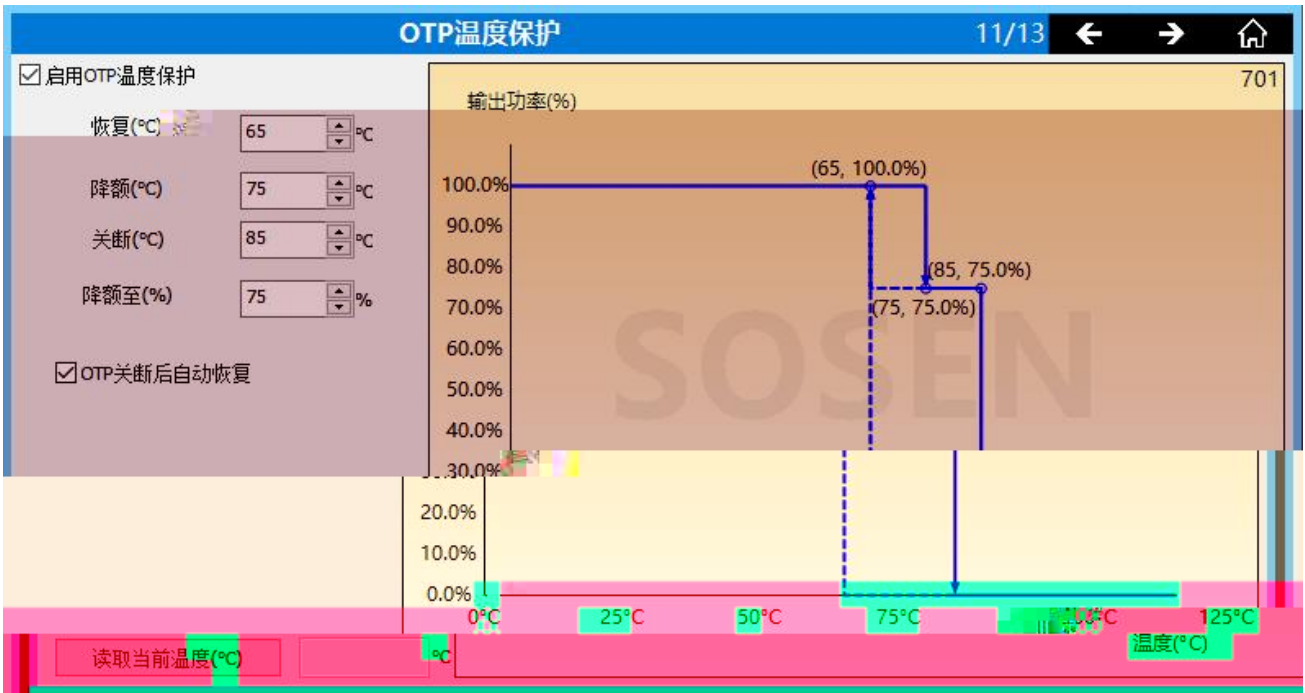 OTP温度保护
11/13
启用OTP温度保护
恢复(℃)
65
℃
降额(℃)
75
℃
关断(℃)
85
℃
降额至(%)
75
%
OTP关断后自动恢复
701
输出功率(%)
(65, 100.0%)
(85, 75.0%)
(75, 75.0%)
100.0%
90.0%
80.0%
70.0%
60.0%
50.0%
40.0%
30.0%
20.0%
10.0%
0.0%
SOSEN
0℃
25℃
50℃
75℃
125℃
温度(℃)
读取当前温度(℃)
℃